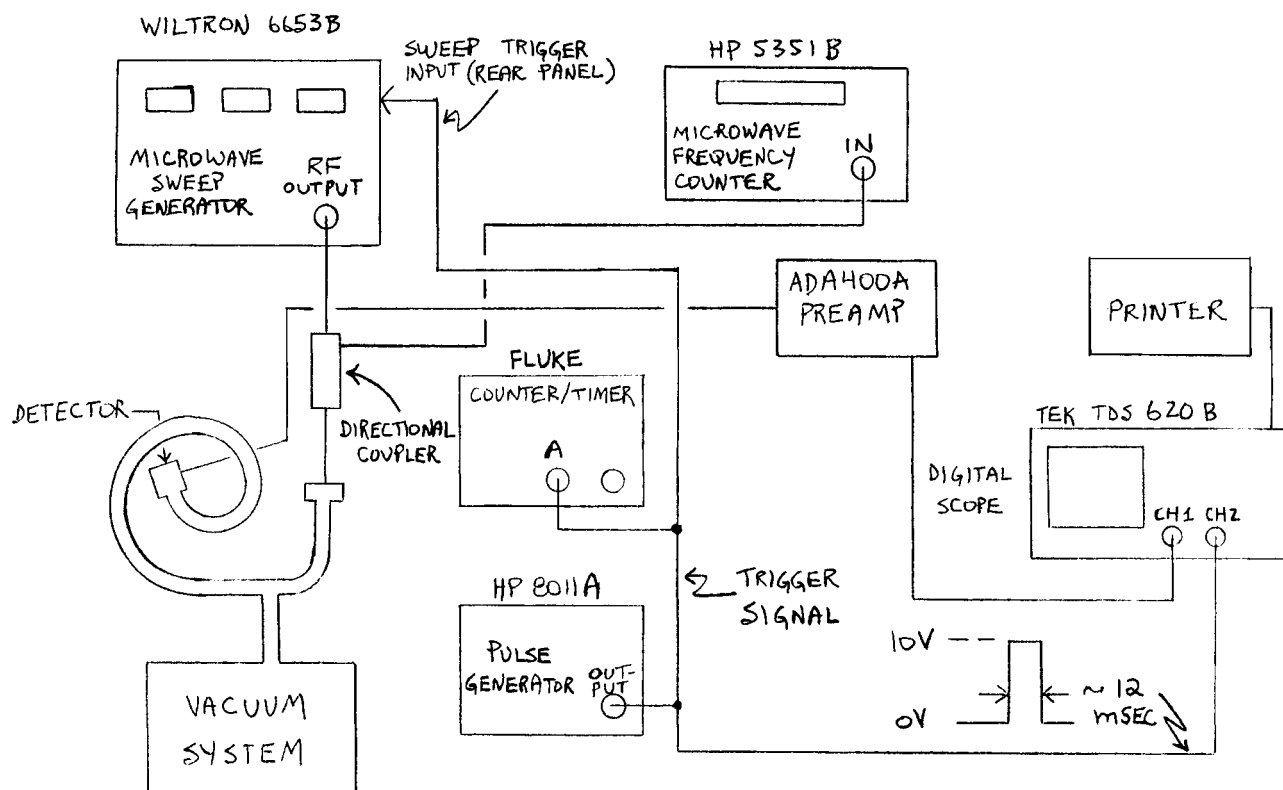 WILTRON 6653B
SWEEP TRIGGER
INPUT (REAR PANEL)
HP 5351B
MICROWAVE
SWEEP
GENERATOR
RF
OUTPUT
MICROWAVE
FREQUENCY
COUNTER
IN
ADA400A
PREAMP
PRINTER
FLUKE
COUNTER/TIMER
A
DETECTOR
DIRECTIONAL
COUPLER
TEK TDS 620B
DIGITAL
SCOPE
CH1 CH2
HP 8011A
PULSE
GENERATOR
OUT-
PUT
TRIGGER
SIGNAL
10V
0V
~ 12
mSEC
VACUUM
SYSTEM